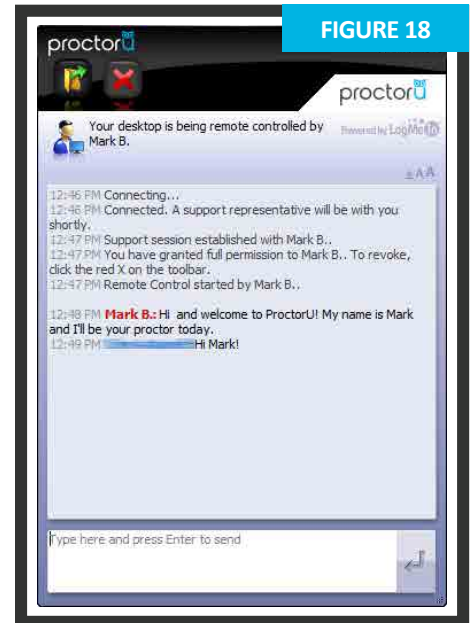 FIGURE 18
proctorU
proctorU
Your desktop is being remote controlled by
Mark B.
Powered by LogMeIn
A A A
12:46 PM Connecting...
12:46 PM Connected. A support representative will be with you
shortly.
12:47 PM Support session established with Mark B..
12:47 PM You have granted full permission to Mark B.. To revoke,
click the red X on the toolbar.
12:47 PM Remote Control started by Mark B..
12:48 PM Mark B.: Hi and welcome to ProctorU! My name is Mark
and I'll be your proctor today.
12:49 PM Hi Mark!
Type here and press Enter to send